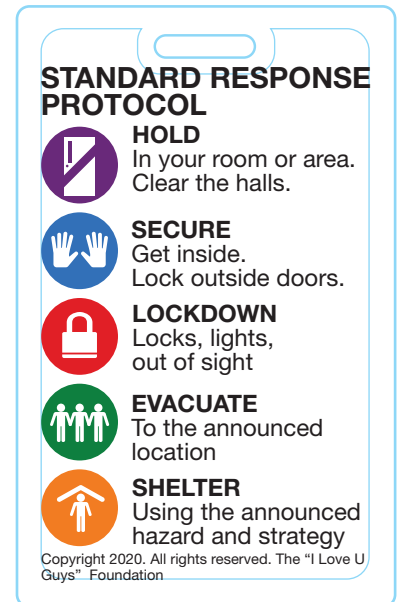 STANDARD RESPONSE
PROTOCOL
HOLD
In your room or area.
Clear the halls.
SECURE
Get inside.
Lock outside doors.
LOCKDOWN
Locks, lights,
out of sight
EVACUATE
To the announced
location
SHELTER
Using the announced
hazard and strategy
Copyright 2020. All rights reserved. The “I Love U
Guys” Foundation